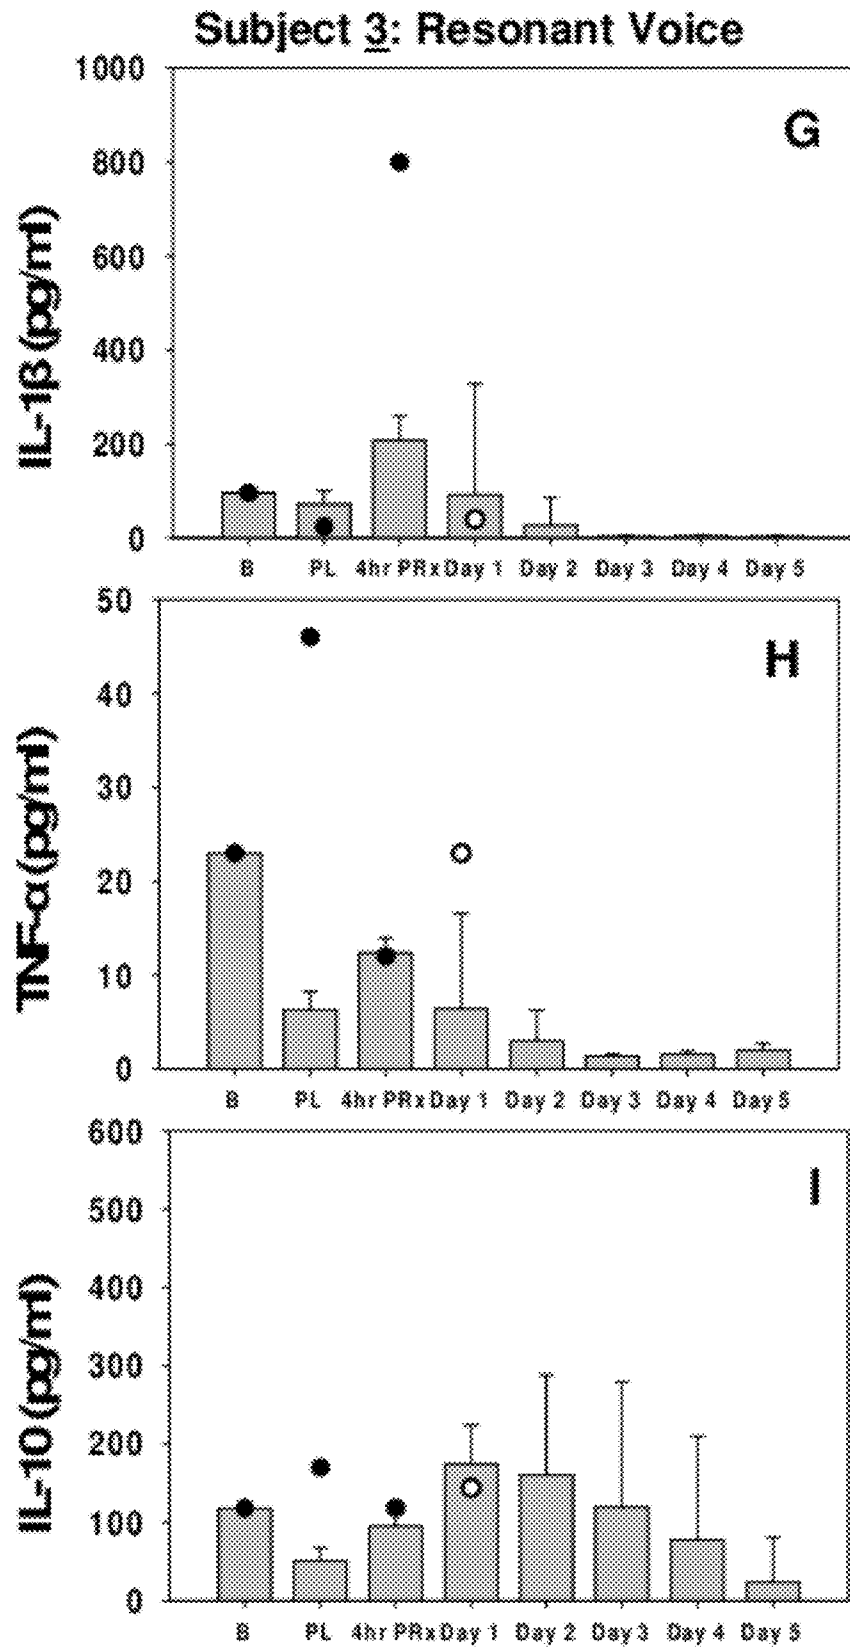 Subject 3: Resonant Voice
G
IL-1β (pg/ml)
1000
800
600
400
200
0
B PL 4hr PRx Day 1 Day 2 Day 3 Day 4 Day 5
H
TNF-α (pg/ml)
50
40
30
20
10
0
B PL 4hr PRx Day 1 Day 2 Day 3 Day 4 Day 5
I
IL-10 (pg/ml)
600
500
400
300
200
100
0
B PL 4hr PRx Day 1 Day 2 Day 3 Day 4 Day 5